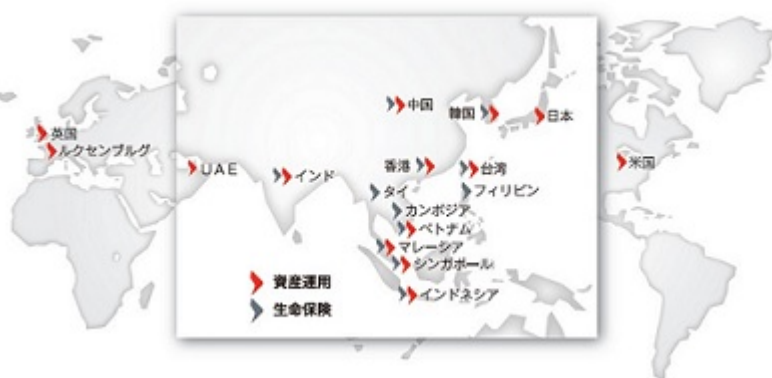 英国
ルクセンブルグ
UAE
インド
中国
韓国
日本
香港
台湾
タイ
フィリピン
カンボジア
ベトナム
マレーシア
シンガポール
インドネシア
米国
資産運用
生命保険